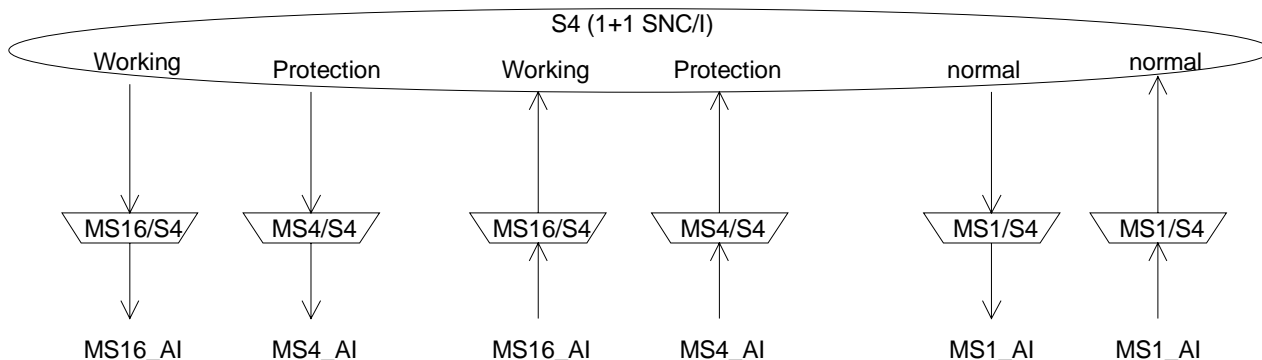 S4 (1+1 SNC/I)
Working Protection Working Protection normal normal
MS16/S4 MS4/S4 MS16/S4 MS4/S4 MS1/S4 MS1/S4
MS16_AI MS4_AI MS16_AI MS4_AI MS1_AI MS1_AI